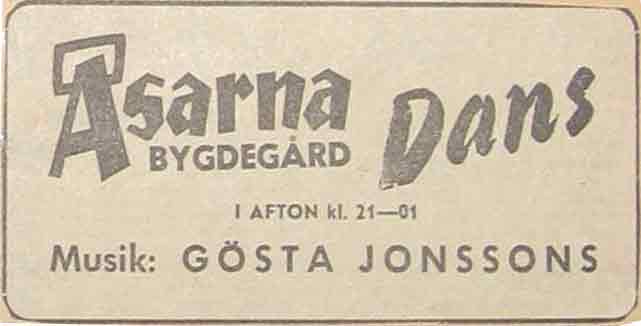 Åsarna Dans
BYGDEGÅRD
I AFTON kl. 21—01
Musik: GÖSTA JONSSONS